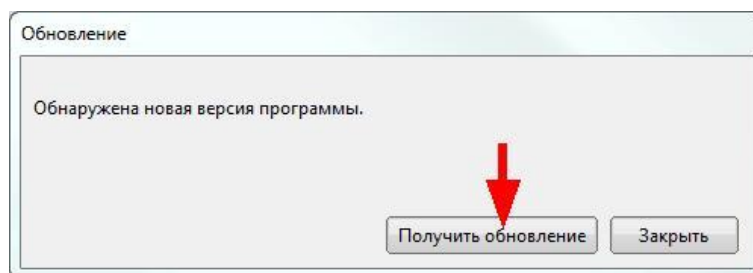 Обновление
Обнаружена новая версия программы.
Получить обновление Закрыть